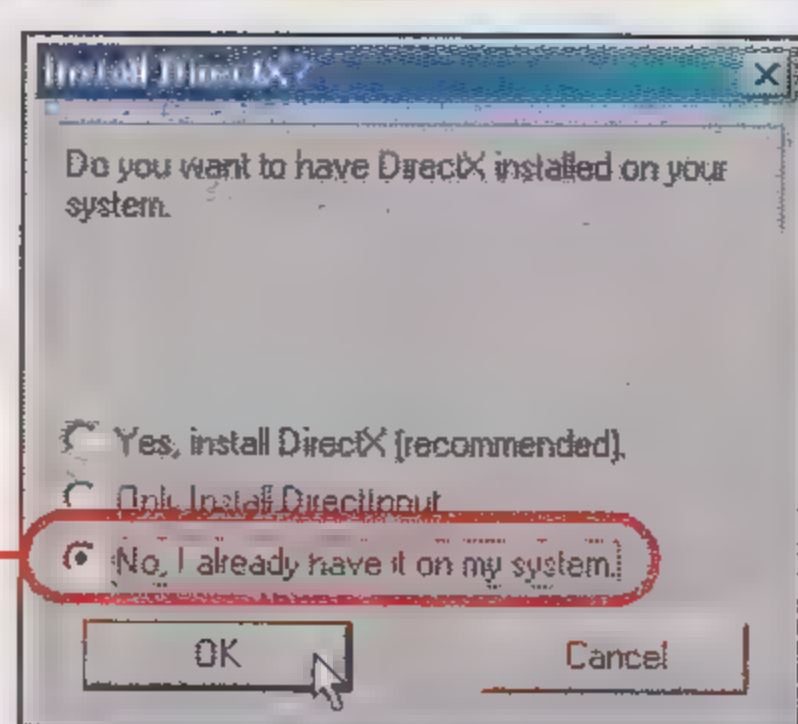 Install DirectX?
Do you want to have DirectX installed on your
system.
Yes, install DirectX (recommended).
Only Install DirectInput
No, I already have it on my system.
OK
Cancel